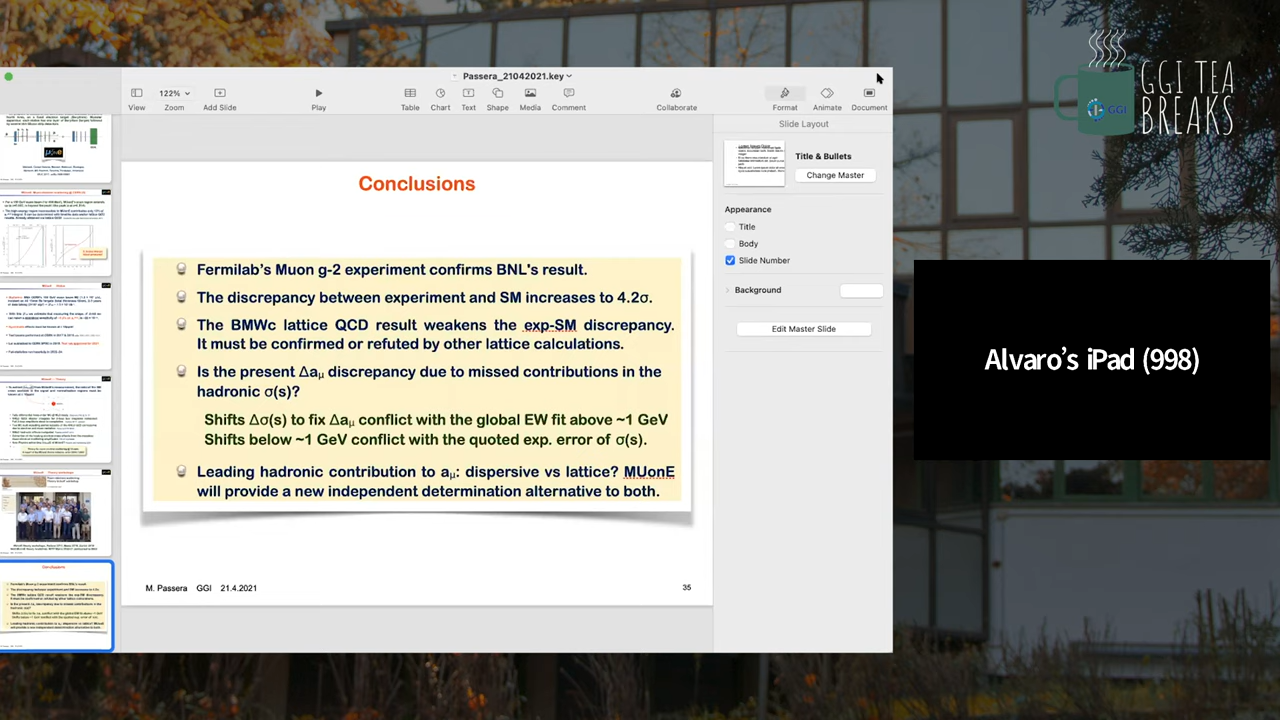 Passera_21042021.key
GGI TEA
BREAKS
GGI
122%
View
Zoom
Add Slide
Play
Table
Chart
Text
Shape
Media
Comment
Collaborate
Format
Animate
Document
Slide Layout
Title & Bullets
Change Master
Appearance
Title
Body
Slide Number
Background
Edit Master Slide
Conclusions
Fermilab's Muon g-2 experiment confirms BNL's result.
The discrepancy between experiment and SM increases to 4.2σ.
The BMWc lattice QCD result weakens the exp-SM discrepancy.
It must be confirmed or refuted by other lattice calculations.
Is the present Δaμ discrepancy due to missed contributions in the
hadronic σ(s)?
Shifts Δσ(s) to fix Δaμ conflict with the global EW fit above ~1 GeV
Shifts below ~1 GeV conflict with the quoted exp. error of σ(s).
Leading hadronic contribution to aμ: dispersive vs lattice? MUonE
will provide a new independent determination alternative to both.
M. Passera GGI 21.4.2021
35
Alvaro's iPad (998)